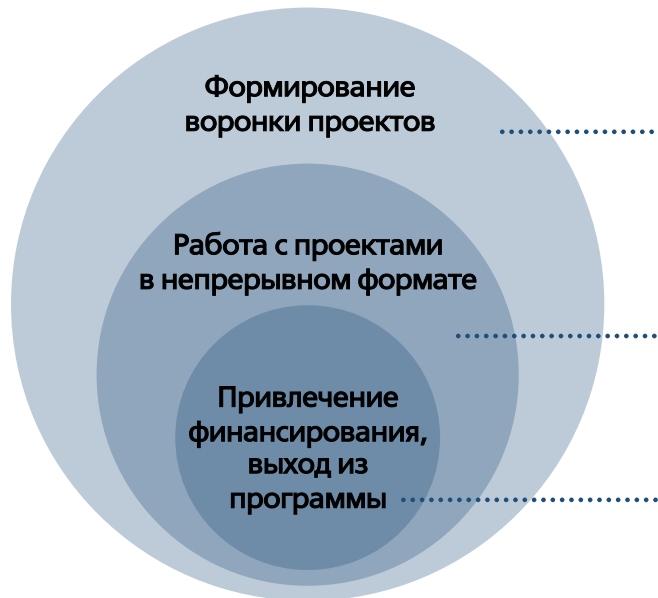 Формирование
воронки проектов
Работа с проектами
в непрерывном формате
Привлечение
финансирования,
выход из
программы